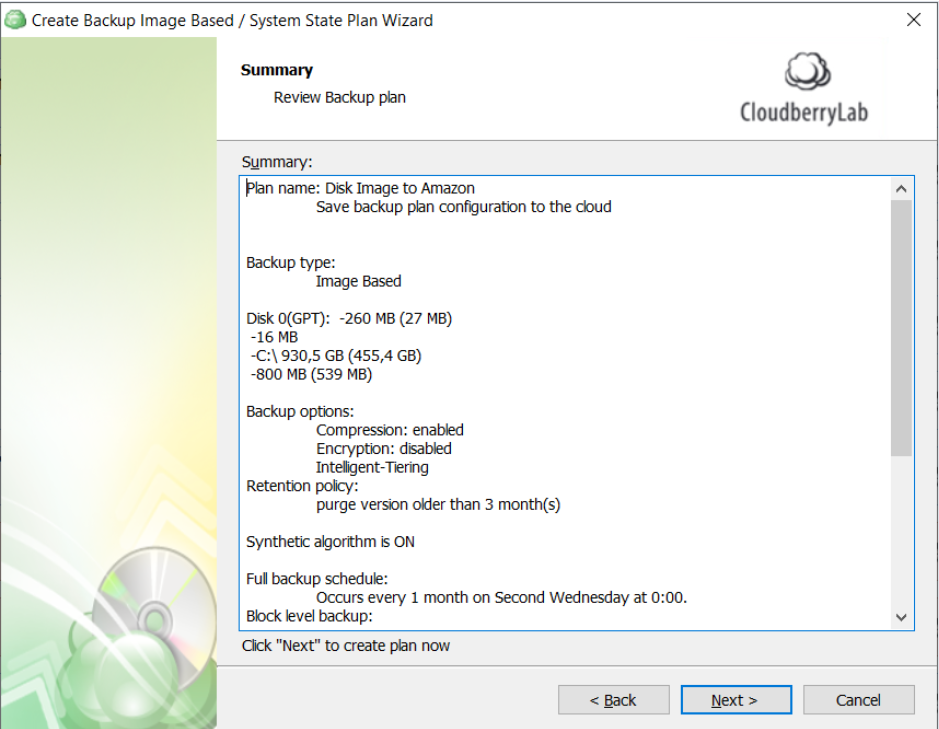 Create Backup Image Based / System State Plan Wizard
Summary
Review Backup plan
CloudberryLab
Summary:
Plan name: Disk Image to Amazon
Save backup plan configuration to the cloud
Backup type:
Image Based
Disk 0(GPT):  -260 MB (27 MB)
-16 MB
-C:\ 930,5 GB (455,4 GB)
-800 MB (539 MB)
Backup options:
Compression: enabled
Encryption: disabled
Intelligent-Tiering
Retention policy:
purge version older than 3 month(s)
Synthetic algorithm is ON
Full backup schedule:
Occurs every 1 month on Second Wednesday at 0:00.
Block level backup:
Click "Next" to create plan now
< Back
Next >
Cancel